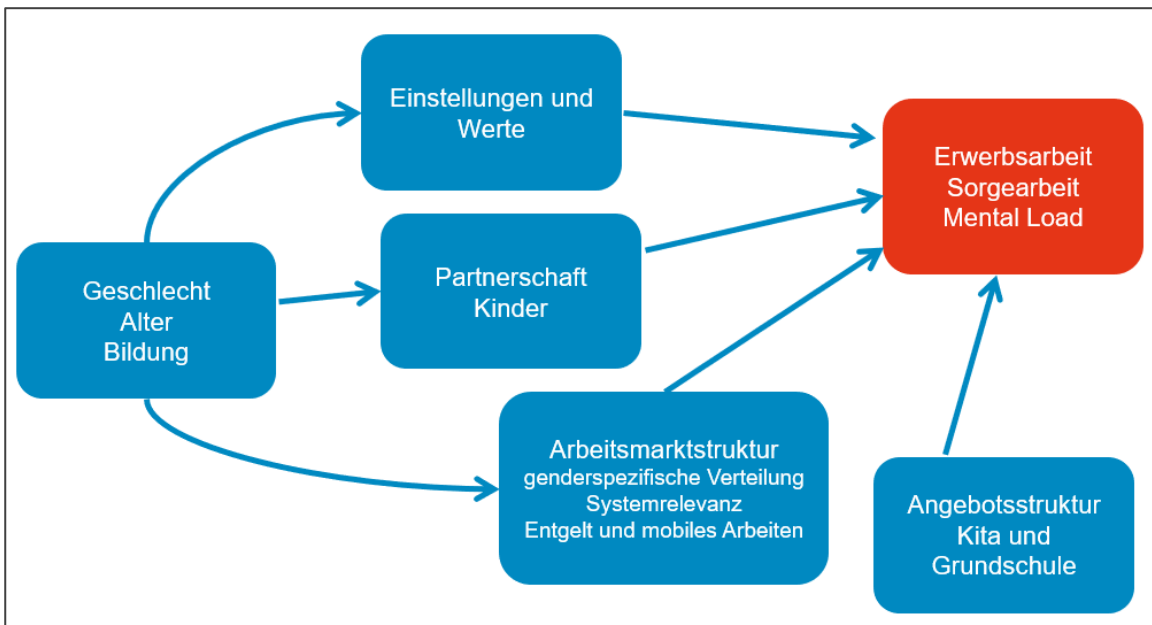 Einstellungen und
Werte
Erwerbsarbeit
Sorgearbeit
Mental Load
Geschlecht
Alter
Bildung
Partnerschaft
Kinder
Arbeitsmarktstruktur
genderspezifische Verteilung
Systemrelevanz
Entgelt und mobiles Arbeiten
Angebotsstruktur
Kita und
Grundschule